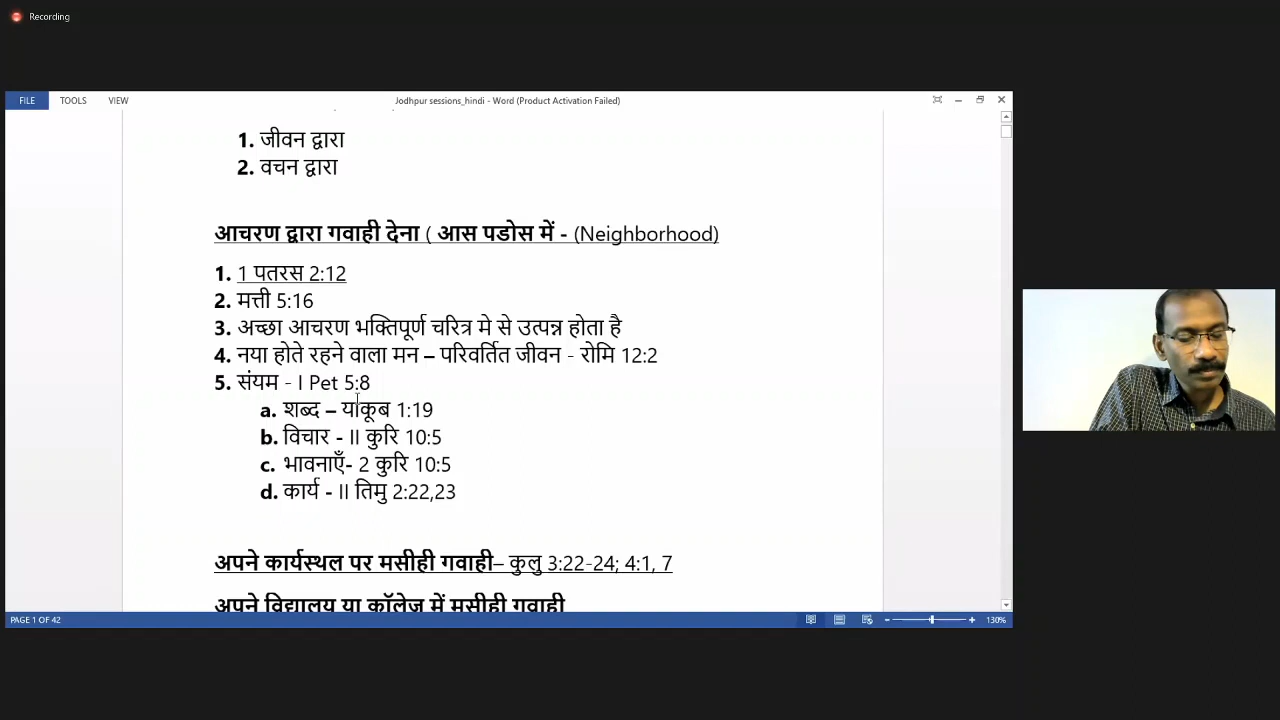 Recording
FILE TOOLS VIEW Jodhpur sessions_hindi - Word (Product Activation Failed)
1. जीवन द्वारा
2. वचन द्वारा
आचरण द्वारा गवाही देना ( आस पडोस में - (Neighborhood)
1. 1 पतरस 2:12
2. मत्ती 5:16
3. अच्छा आचरण भक्तिपूर्ण चरित्र मे से उत्पन्न होता है
4. नया होते रहने वाला मन – परिवर्तित जीवन - रोमि 12:2
5. संयम - I Pet 5:8
a. शब्द – याकूब 1:19
b. विचार - II कुरि 10:5
c. भावनाएँ- 2 कुरि 10:5
d. कार्य - II तिमु 2:22,23
अपने कार्यस्थल पर मसीही गवाही– कुलु 3:22-24; 4:1, 7
अपने विद्यालय या कॉलेज में मसीही गवाही
PAGE 1 OF 42 130%